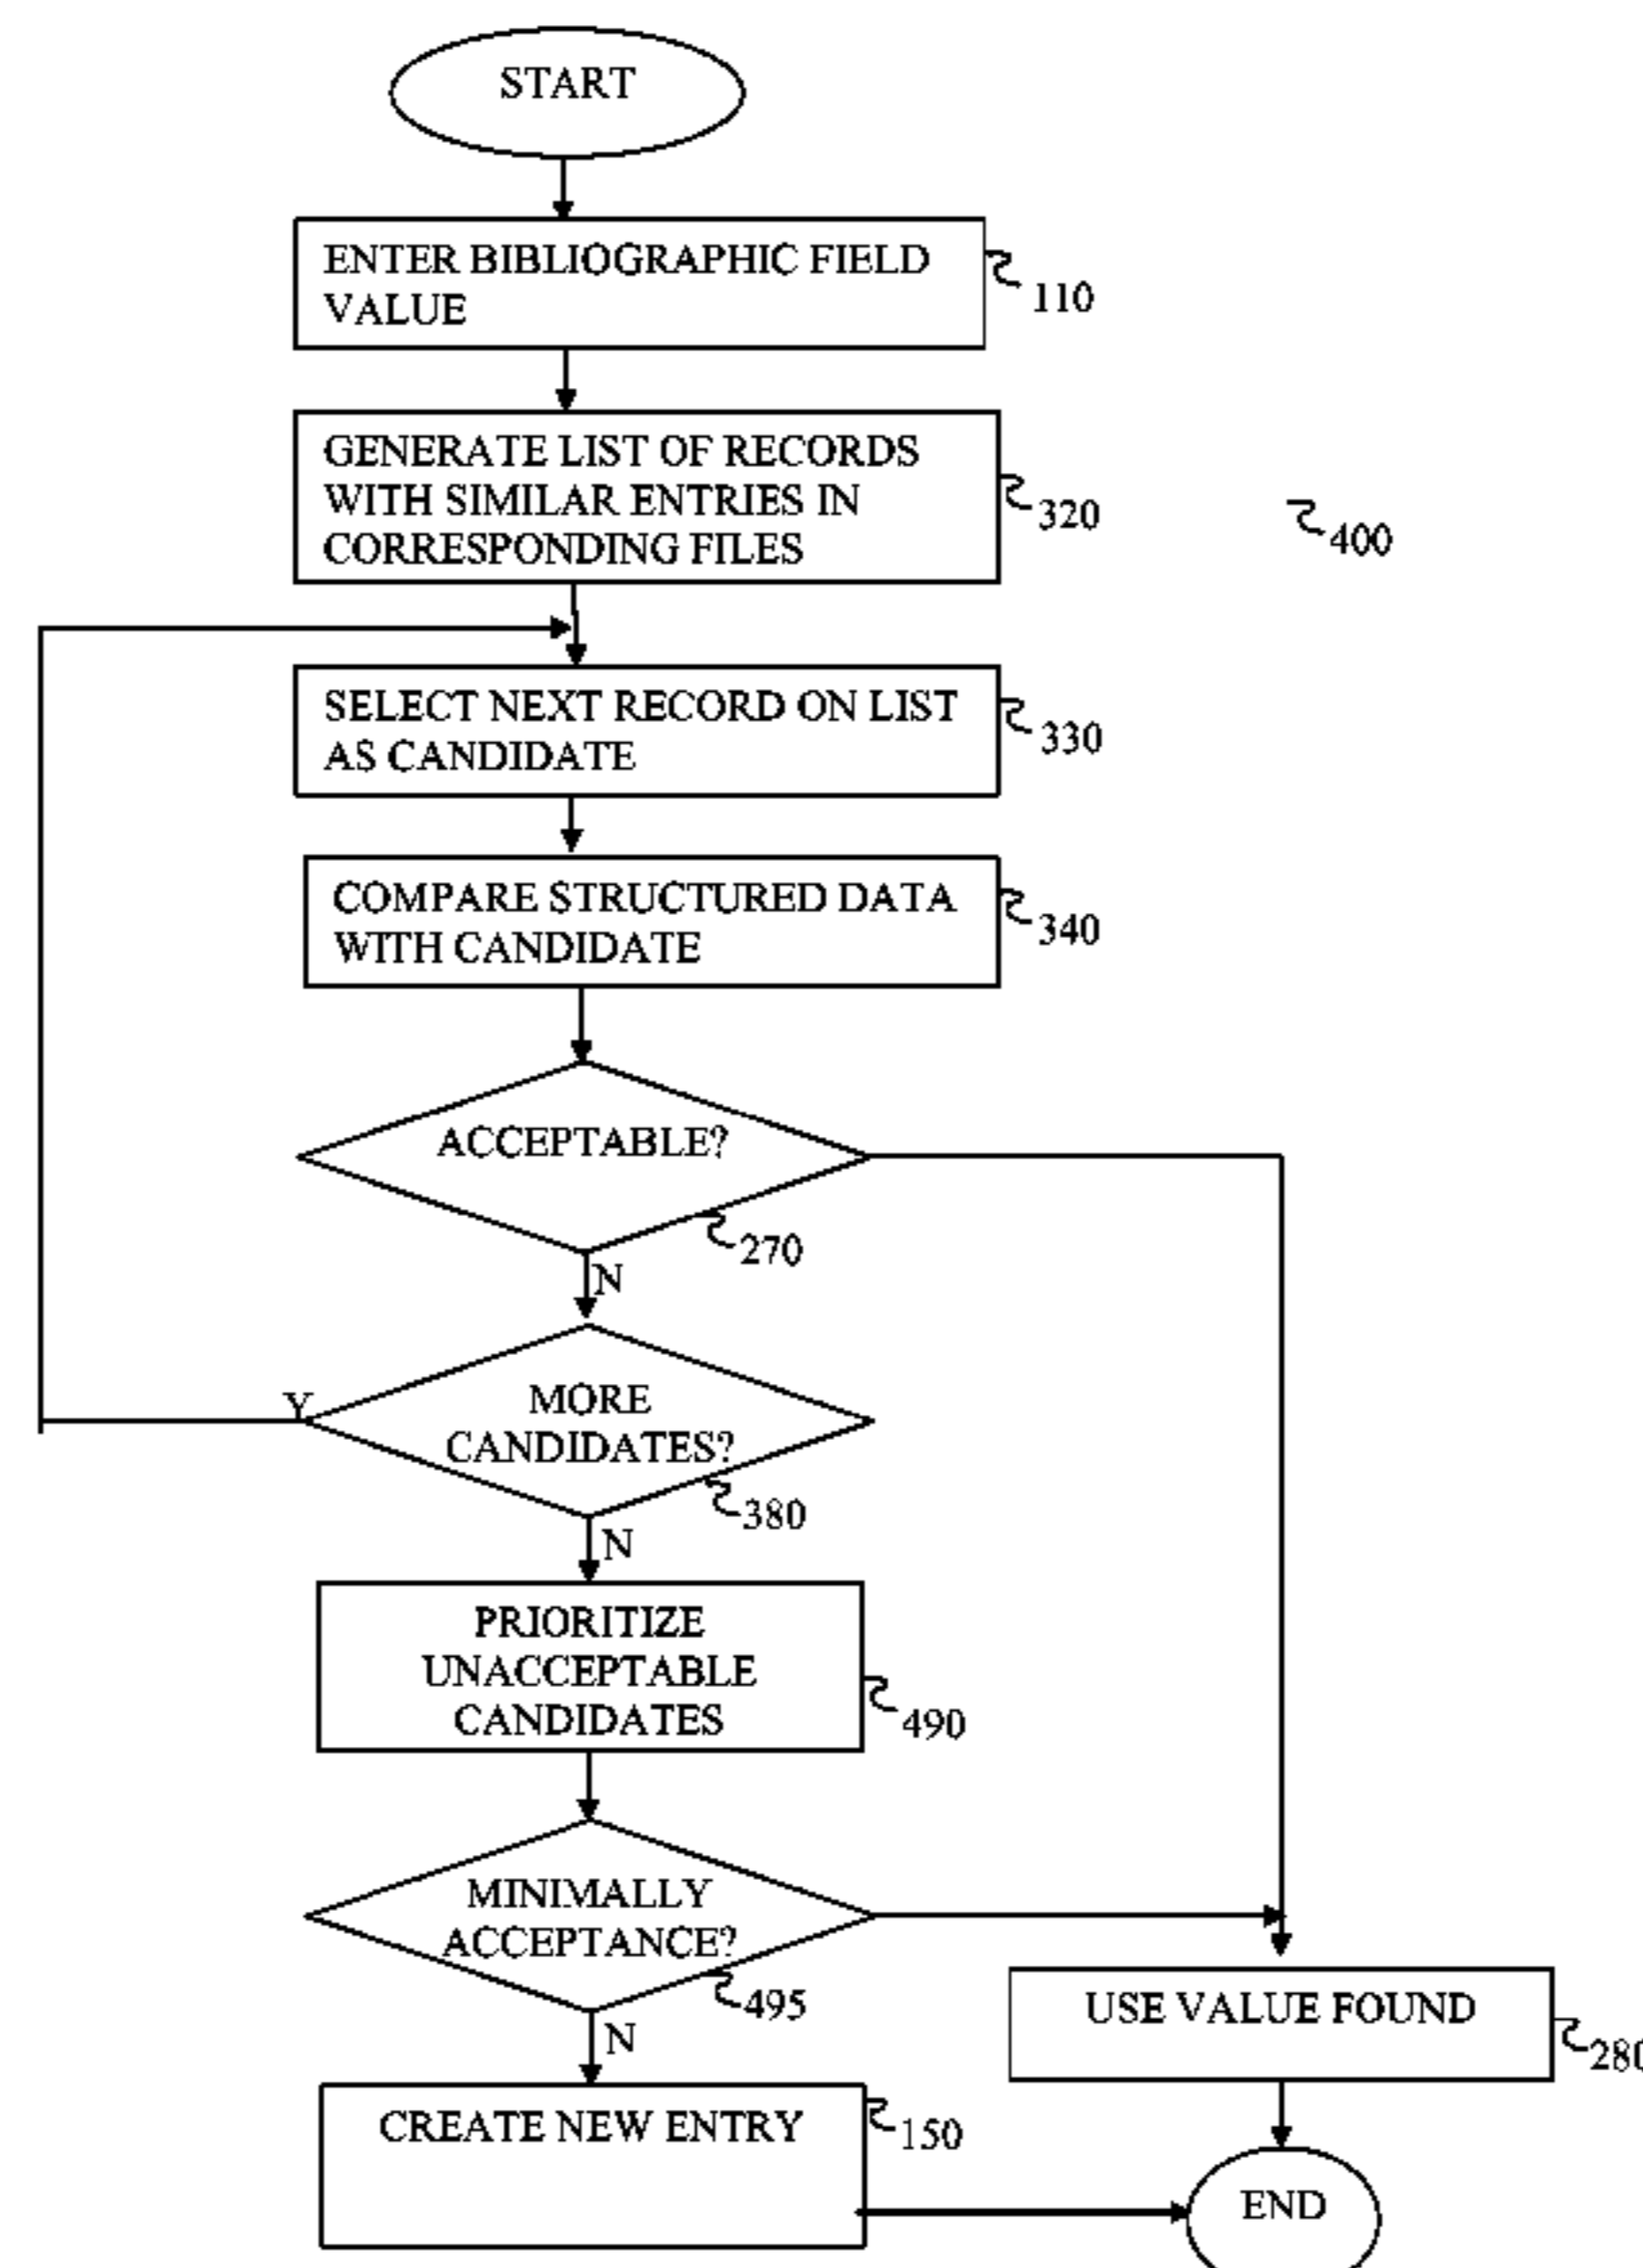 START
ENTER BIBLIOGRAPHIC FIELD
VALUE
110
GENERATE LIST OF RECORDS
WITH SIMILAR ENTRIES IN
CORRESPONDING FILES
320
400
SELECT NEXT RECORD ON LIST
AS CANDIDATE
330
COMPARE STRUCTURED DATA
WITH CANDIDATE
340
ACCEPTABLE?
270
N
Y
MORE
CANDIDATES?
380
N
PRIORITIZE
UNACCEPTABLE
CANDIDATES
490
MINIMALLY
ACCEPTANCE?
495
N
USE VALUE FOUND
280
CREATE NEW ENTRY
150
END